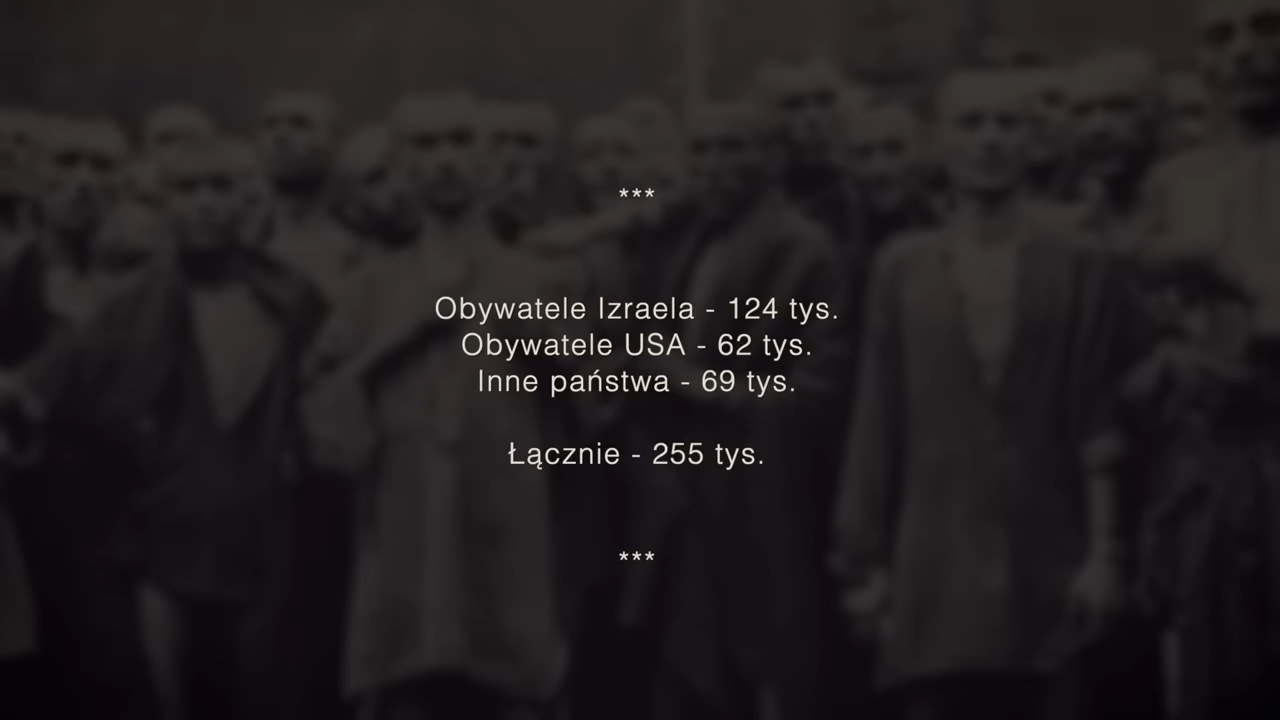 ***
Obywatele Izraela - 124 tys.
Obywatele USA - 62 tys.
Inne państwa - 69 tys.
Łącznie - 255 tys.
***